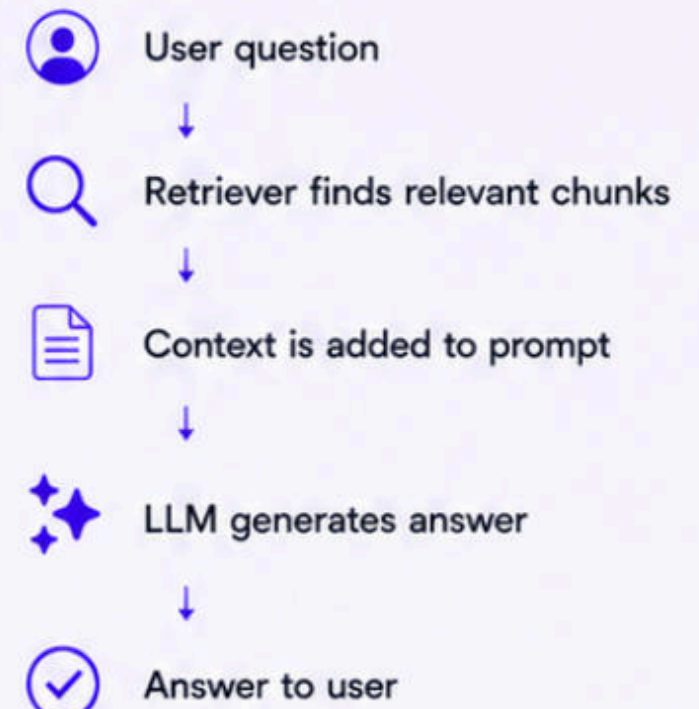 User question
Retriever finds relevant chunks
Context is added to prompt
LLM generates answer
Answer to user